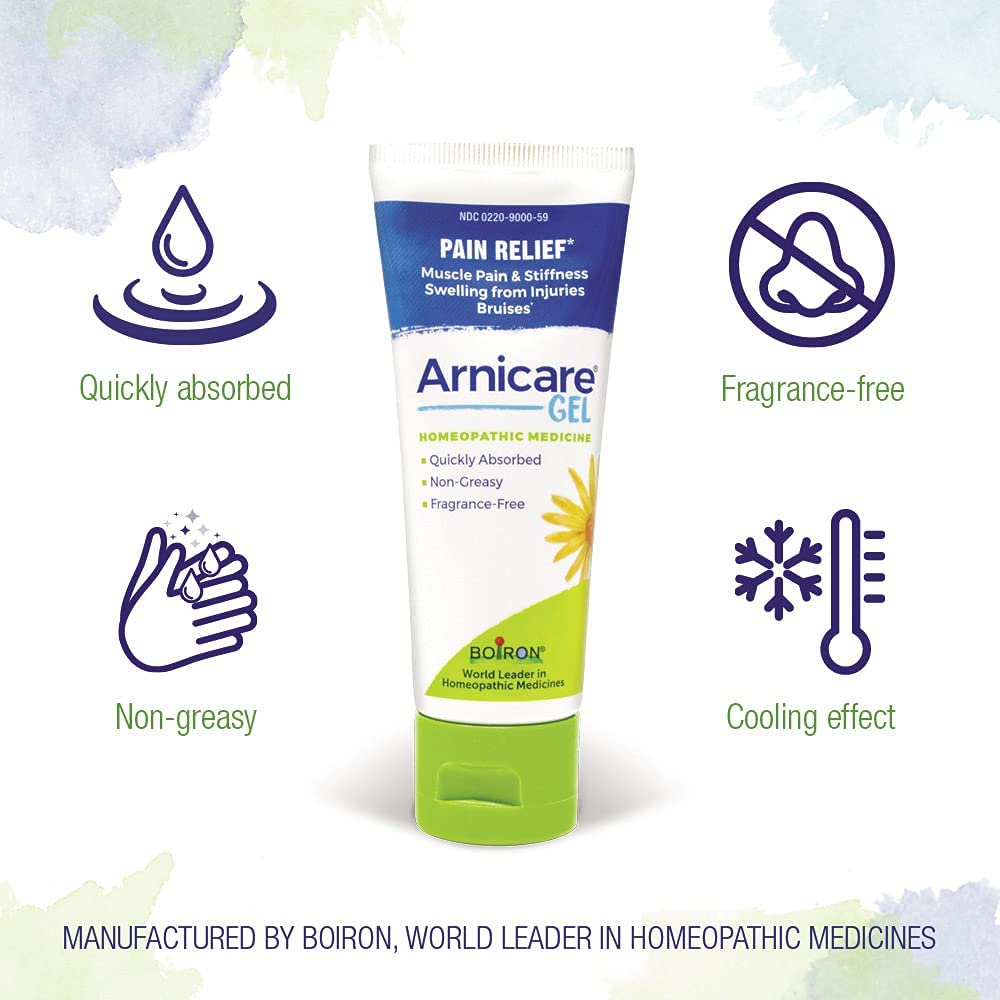 NDC 0220-9000-59
PAIN RELIEF*
Muscle Pain & Stiffness
Swelling from Injuries
Bruises*
Arnicare®
GEL
HOMEOPATHIC MEDICINE
Quickly Absorbed
Non-Greasy
Fragrance-Free
BOIRON®
World Leader in
Homeopathic Medicines
Quickly absorbed
Fragrance-free
Non-greasy
Cooling effect
MANUFACTURED BY BOIRON, WORLD LEADER IN HOMEOPATHIC MEDICINES